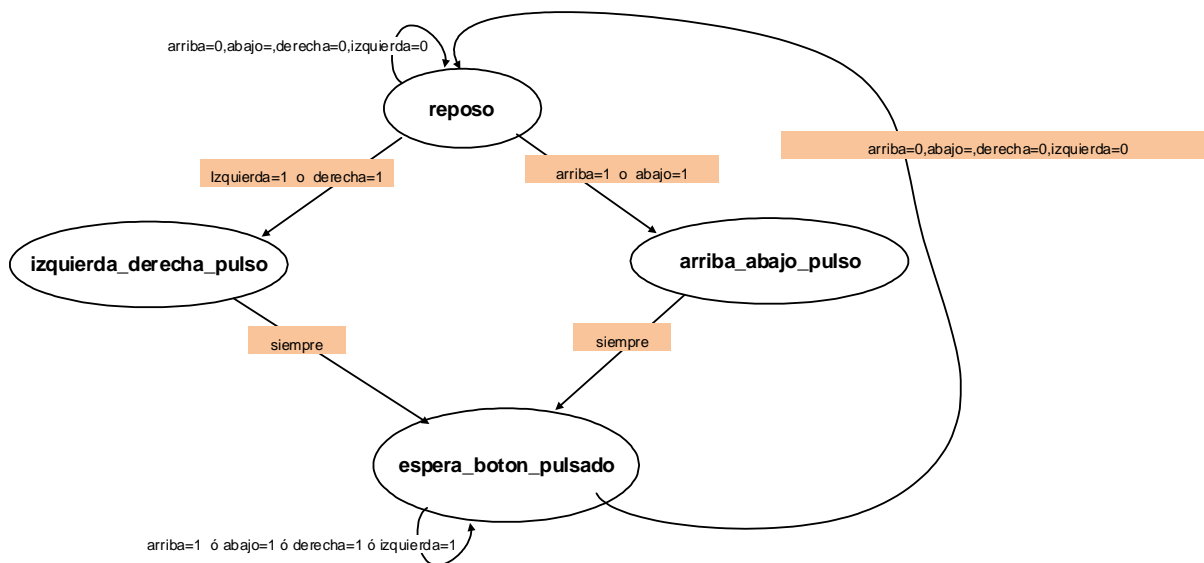 arriba=0,abajo=,derecha=0,izquierda=0
reposo
arriba=0,abajo=,derecha=0,izquierda=0
Izquierda=1 o derecha=1
arriba=1 o abajo=1
izquierda_derecha_pulso
arriba_abajo_pulso
siempre
siempre
espera_boton_pulsado
arriba=1 ó abajo=1 ó derecha=1 ó izquierda=1